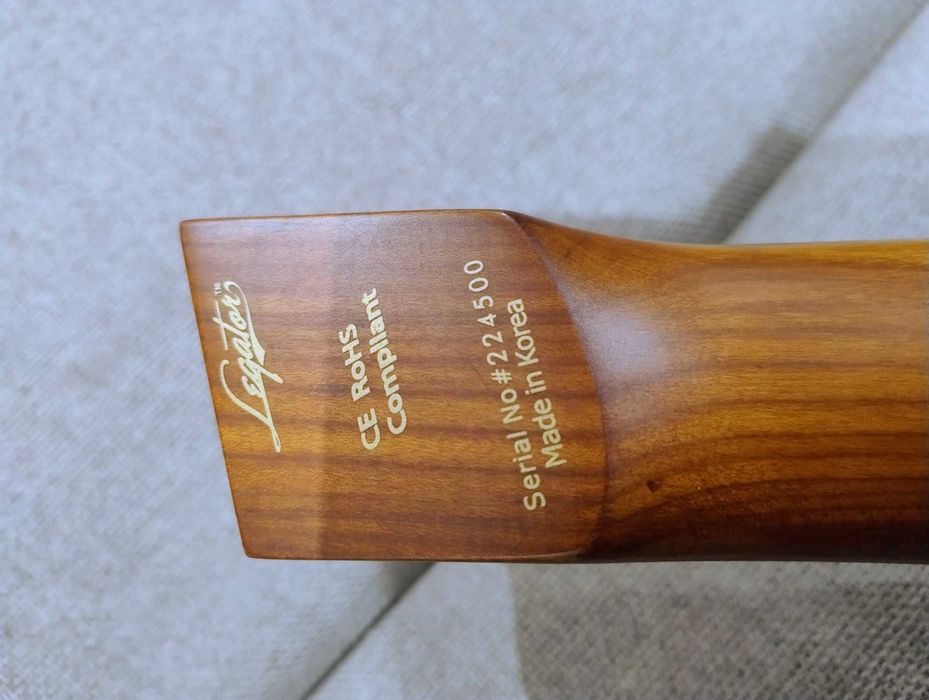 Legator™
CE RoHS
Compliant
Serial No#224500
Made in Korea